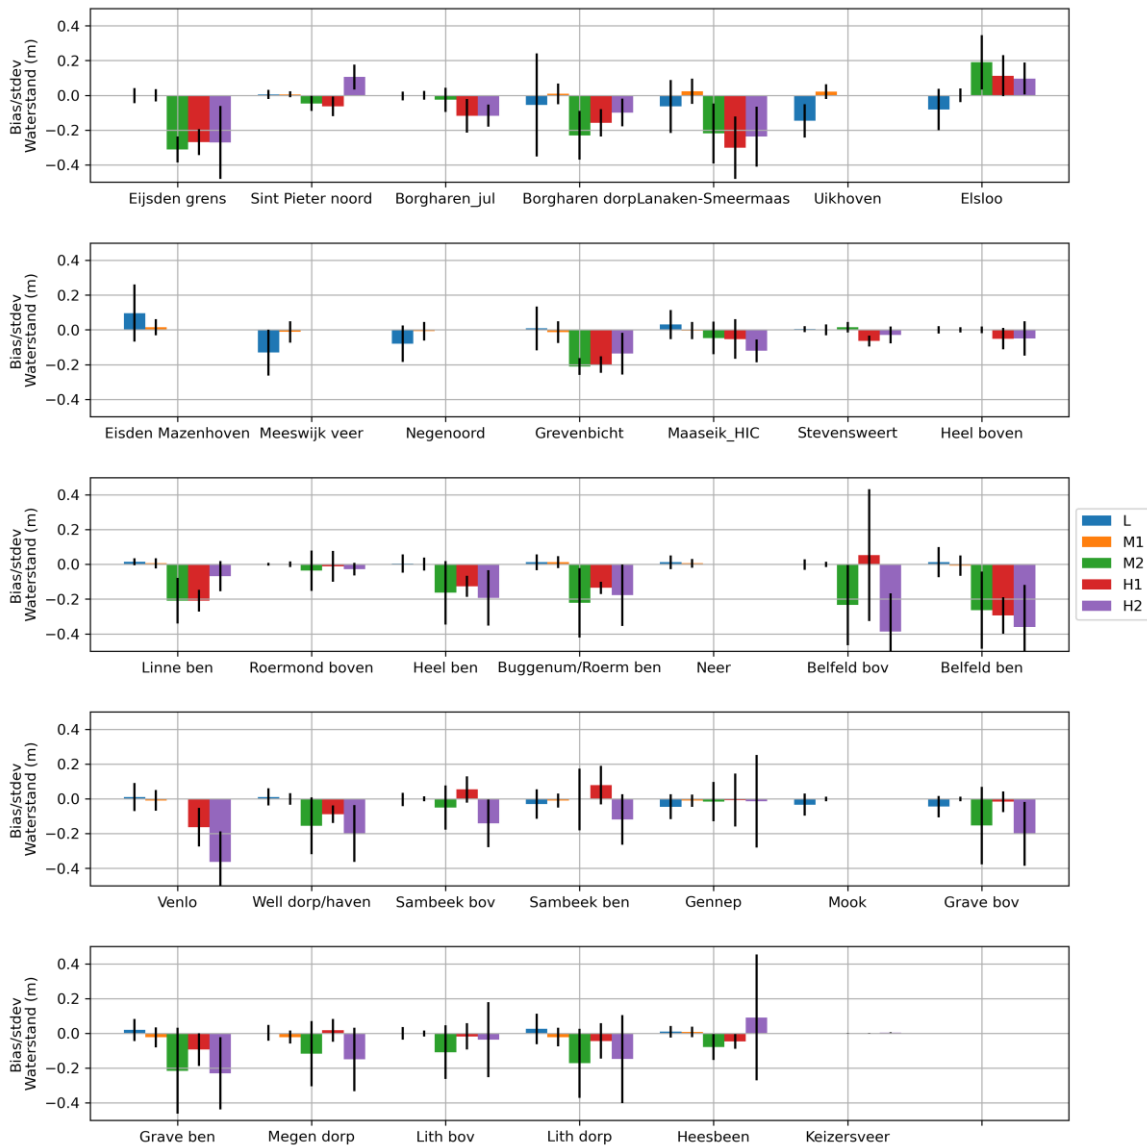 0.4
0.2
0.0
−0.2
−0.4
Bias/stdev
Waterstand (m)
Eijsden grens Sint Pieter noord Borgharen_jul Borgharen dorp Lanaken-Smeermaas Uikhoven Elsloo
0.4
0.2
0.0
−0.2
−0.4
Bias/stdev
Waterstand (m)
Eisden Mazenhoven Meeswijk veer Negenoord Grevenbicht Maaseik_HIC Stevensweert Heel boven
0.4
0.2
0.0
−0.2
−0.4
Bias/stdev
Waterstand (m)
Linne ben Roermond boven Heel ben Buggenum/Roerm ben Neer Belfeld bov Belfeld ben
L
M1
M2
H1
H2
0.4
0.2
0.0
−0.2
−0.4
Bias/stdev
Waterstand (m)
Venlo Well dorp/haven Sambeek bov Sambeek ben Gennep Mook Grave bov
0.4
0.2
0.0
−0.2
−0.4
Bias/stdev
Waterstand (m)
Grave ben Megen dorp Lith bov Lith dorp Heesbeen Keizersveer